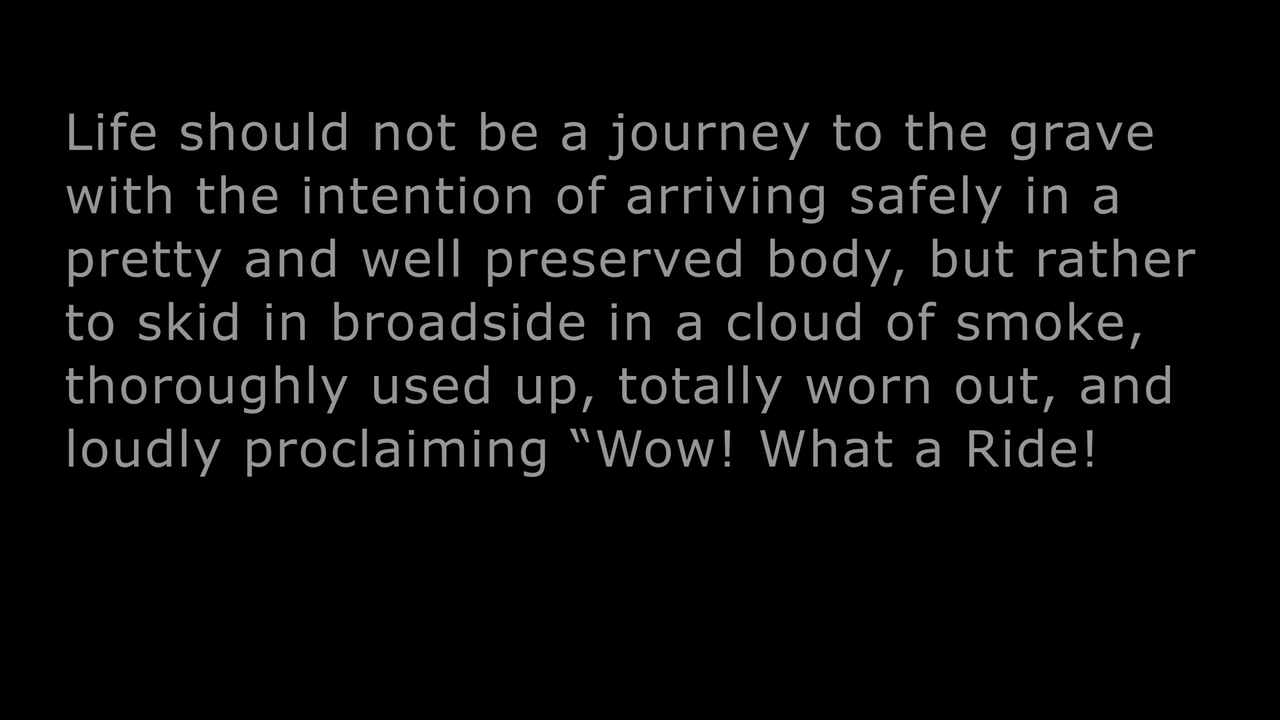 Life should not be a journey to the grave
with the intention of arriving safely in a
pretty and well preserved body, but rather
to skid in broadside in a cloud of smoke,
thoroughly used up, totally worn out, and
loudly proclaiming “Wow! What a Ride!